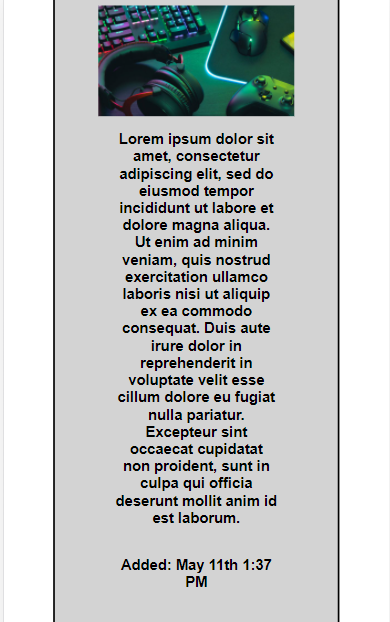 Lorem ipsum dolor sit
amet, consectetur
adipiscing elit, sed do
eiusmod tempor
incididunt ut labore et
dolore magna aliqua.
Ut enim ad minim
veniam, quis nostrud
exercitation ullamco
laboris nisi ut aliquip
ex ea commodo
consequat. Duis aute
irure dolor in
reprehenderit in
voluptate velit esse
cillum dolore eu fugiat
nulla pariatur.
Excepteur sint
occaecat cupidatat
non proident, sunt in
culpa qui officia
deserunt mollit anim id
est laborum.
Added: May 11th 1:37
PM